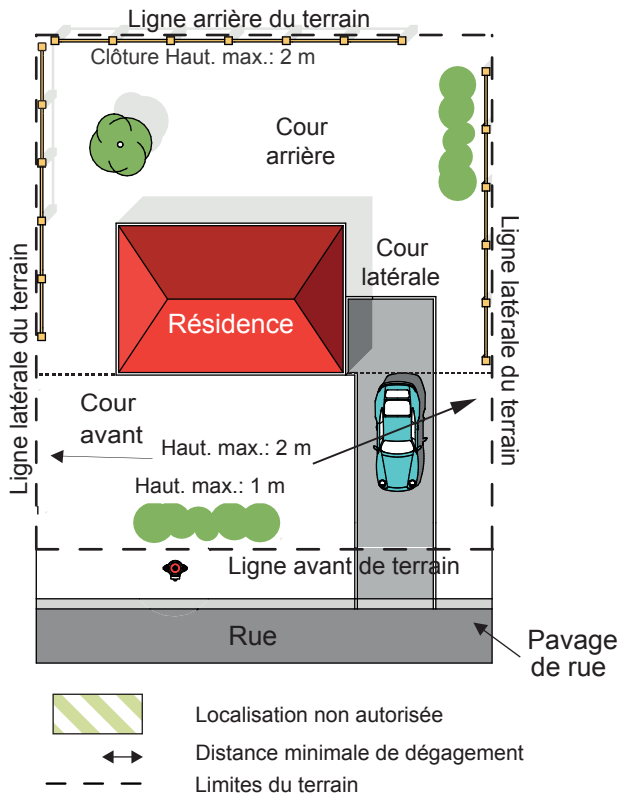 Ligne arrière du terrain
Clôture Haut. max.: 2 m
Cour
arrière
Cour
latérale
Ligne latérale du terrain
Ligne latérale du terrain
Résidence
Cour
avant
Haut. max.: 2 m
Haut. max.: 1 m
Ligne avant de terrain
Rue
Pavage
de rue
Localisation non autorisée
Distance minimale de dégagement
Limites du terrain